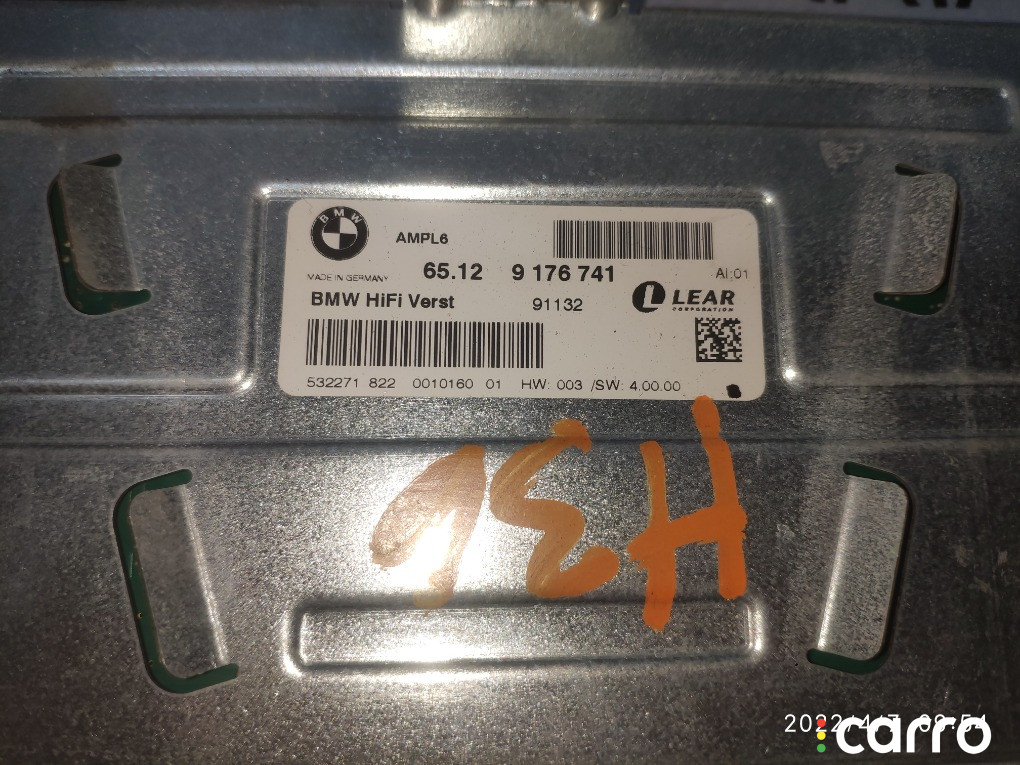 BMW
AMPL6
MADE IN GERMANY 65.12 9 176 741 AI:01
BMW HiFi Verst 91132 LEAR
CORPORATION
532271 822 0010160 01 HW: 003 /SW: 4.00.00
carro